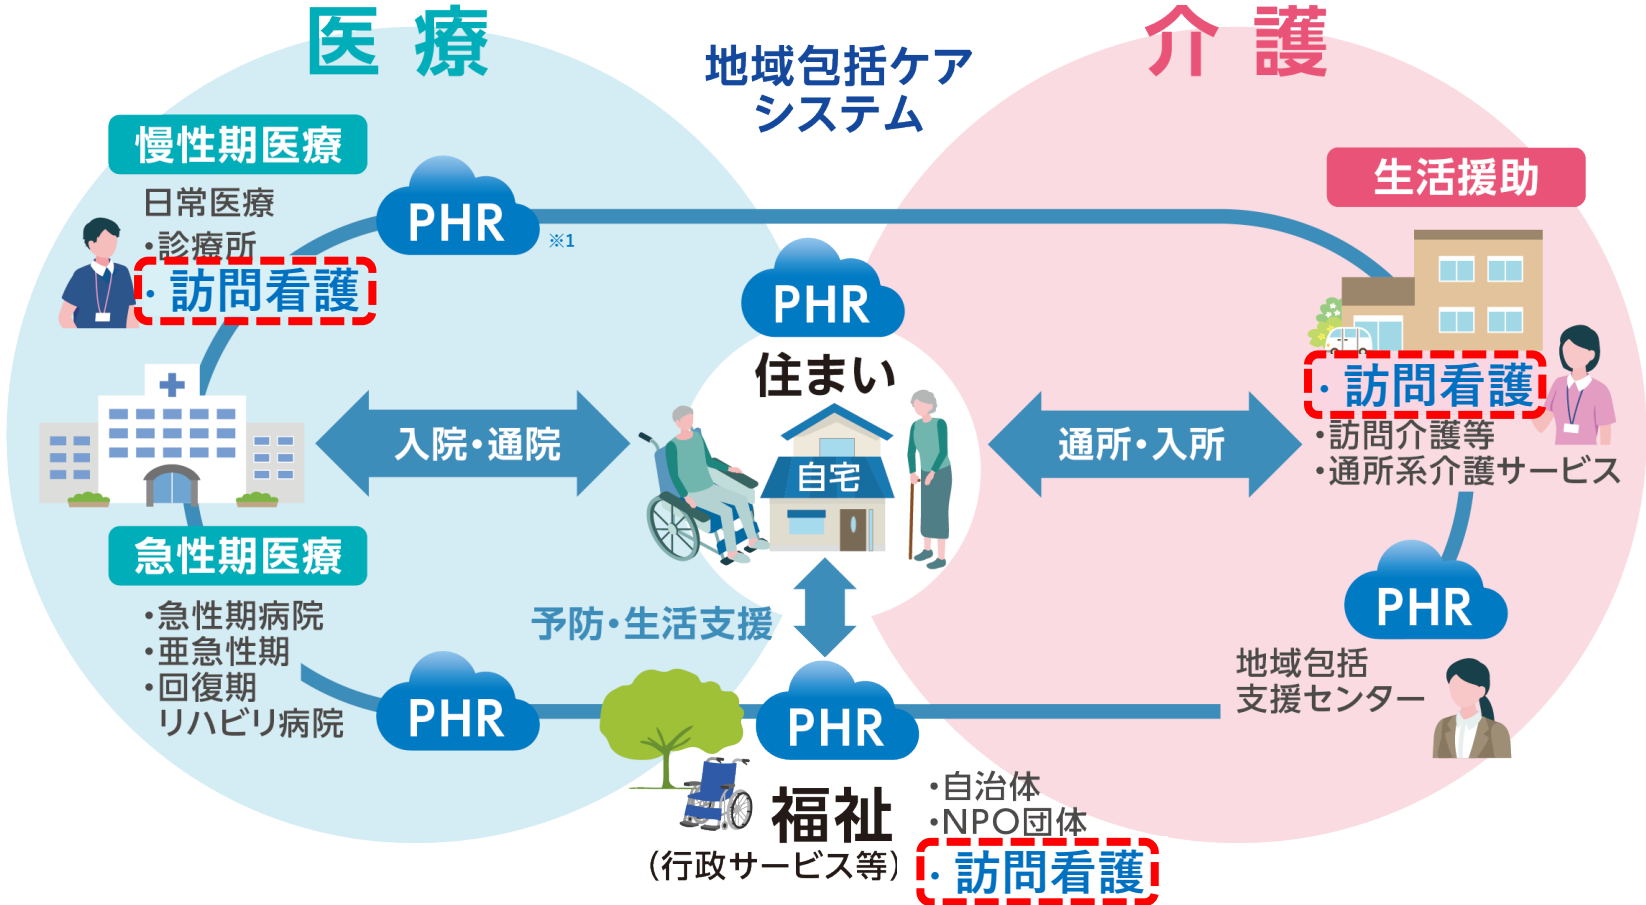 医療
介護
地域包括ケア
システム
慢性期医療
日常医療
・診療所
・訪問看護
PHR
※1
PHR
住まい
自宅
入院・通院
通所・入所
生活援助
・訪問看護
・訪問介護等
・通所系介護サービス
急性期医療
・急性期病院
・亜急性期
・回復期
リハビリ病院
PHR
予防・生活支援
PHR
福祉
(行政サービス等)
・自治体
・NPO団体
・訪問看護
PHR
地域包括
支援センター